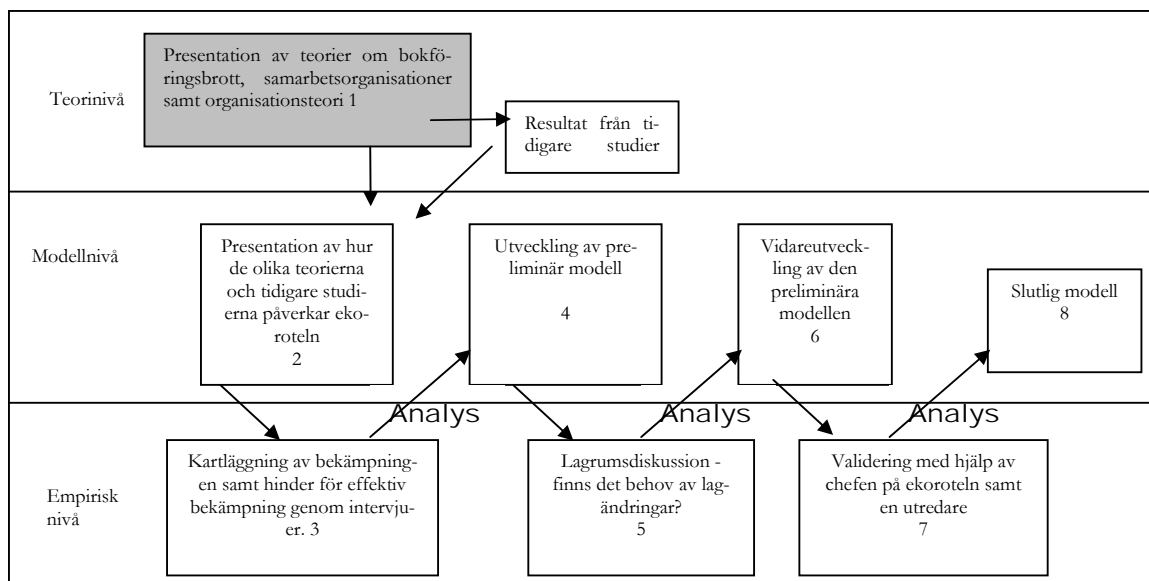 Teorinivå
Presentation av teorier om bokfö-
ringsbrott, samarbetsorganisationer
samt organisationsteori 1
Resultat från ti-
digare studier
Modellnivå
Presentation av hur
de olika teorierna
och tidigare studi-
erna påverkar eko-
roteln
2
Utveckling av pre-
liminär modell
4
Vidareutveck-
ling av den
preliminära
modellen
6
Slutlig modell
8
Analys
Analys
Analys
Empirisk
nivå
Kartläggning av bekämpning-
en samt hinder för effektiv
bekämpning genom intervju-
er. 3
Lagrumsdiskussion -
finns det behov av lag-
ändringar?
5
Validering med hjälp av
chefen på ekoroteln samt
en utredare
7